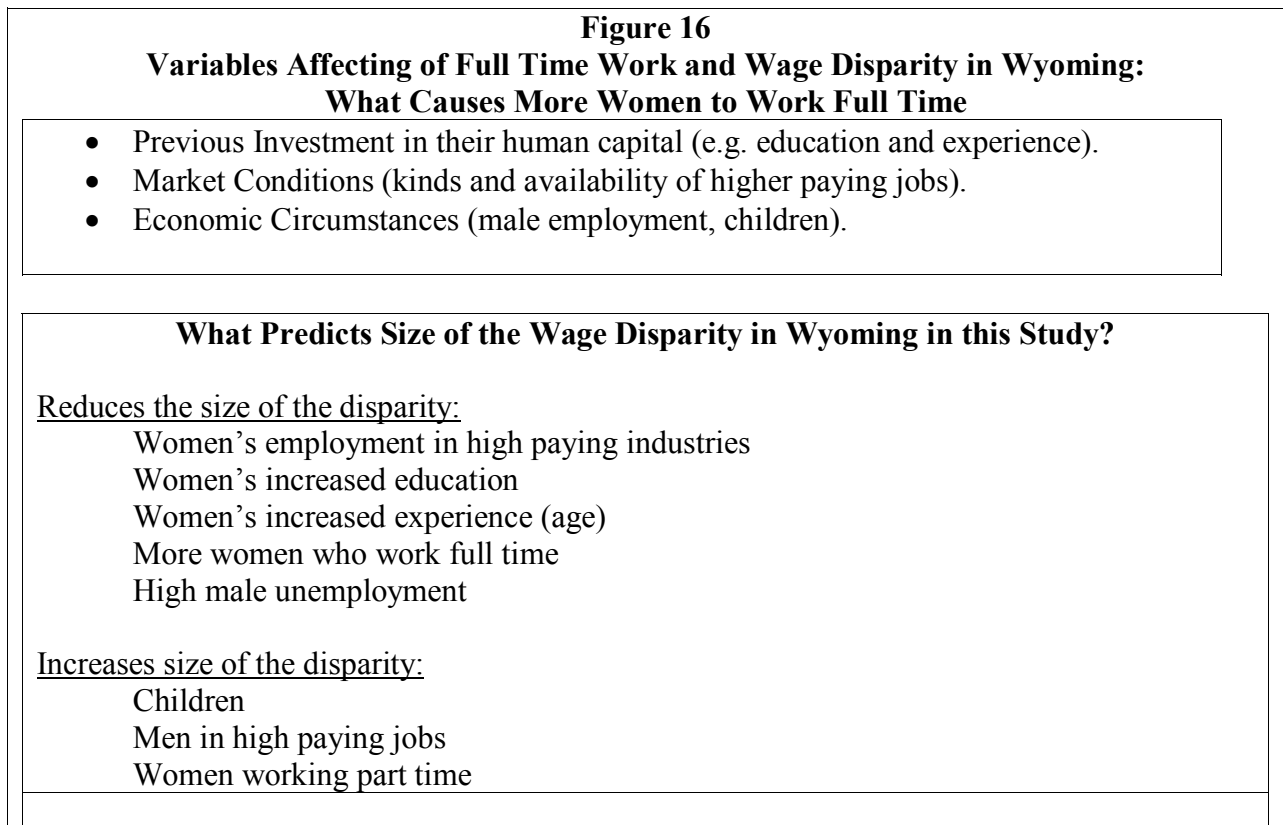 Figure 16
Variables Affecting of Full Time Work and Wage Disparity in Wyoming:
What Causes More Women to Work Full Time
• Previous Investment in their human capital (e.g. education and experience).
• Market Conditions (kinds and availability of higher paying jobs).
• Economic Circumstances (male employment, children).
What Predicts Size of the Wage Disparity in Wyoming in this Study?
Reduces the size of the disparity:
Women’s employment in high paying industries
Women’s increased education
Women’s increased experience (age)
More women who work full time
High male unemployment
Increases size of the disparity:
Children
Men in high paying jobs
Women working part time